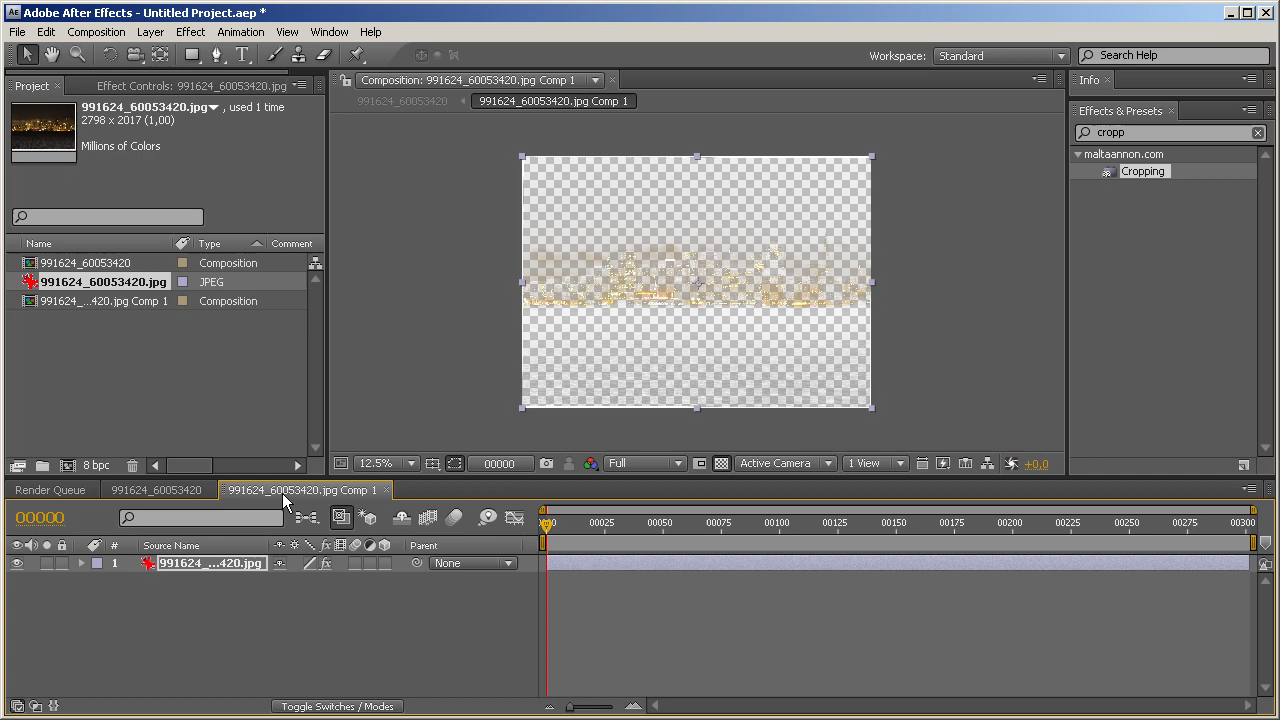 Adobe After Effects - Untitled Project.aep *
File Edit Composition Layer Effect Animation View Window Help
Workspace: Standard Search Help
Project Effect Controls: 991624_60053420.jpg
991624_60053420.jpg , used 1 time
2798 x 2017 (1,00)
Millions of Colors
Name Type Comment
991624_60053420 Composition
991624_60053420.jpg JPEG
991624_...420.jpg Comp 1 Composition
8 bpc
Composition: 991624_60053420.jpg Comp 1
991624_60053420 991624_60053420.jpg Comp 1
12.5% 00000 Full Active Camera 1 View +0,0
Info
Effects & Presets
cropp
maltaannon.com
Cropping
Render Queue 991624_60053420 991624_60053420.jpg Comp 1
00000
00025 00050 00075 00100 00125 00150 00175 00200 00225 00250 00275 00300
# Source Name Parent
1 991624_...420.jpg None
Toggle Switches / Modes